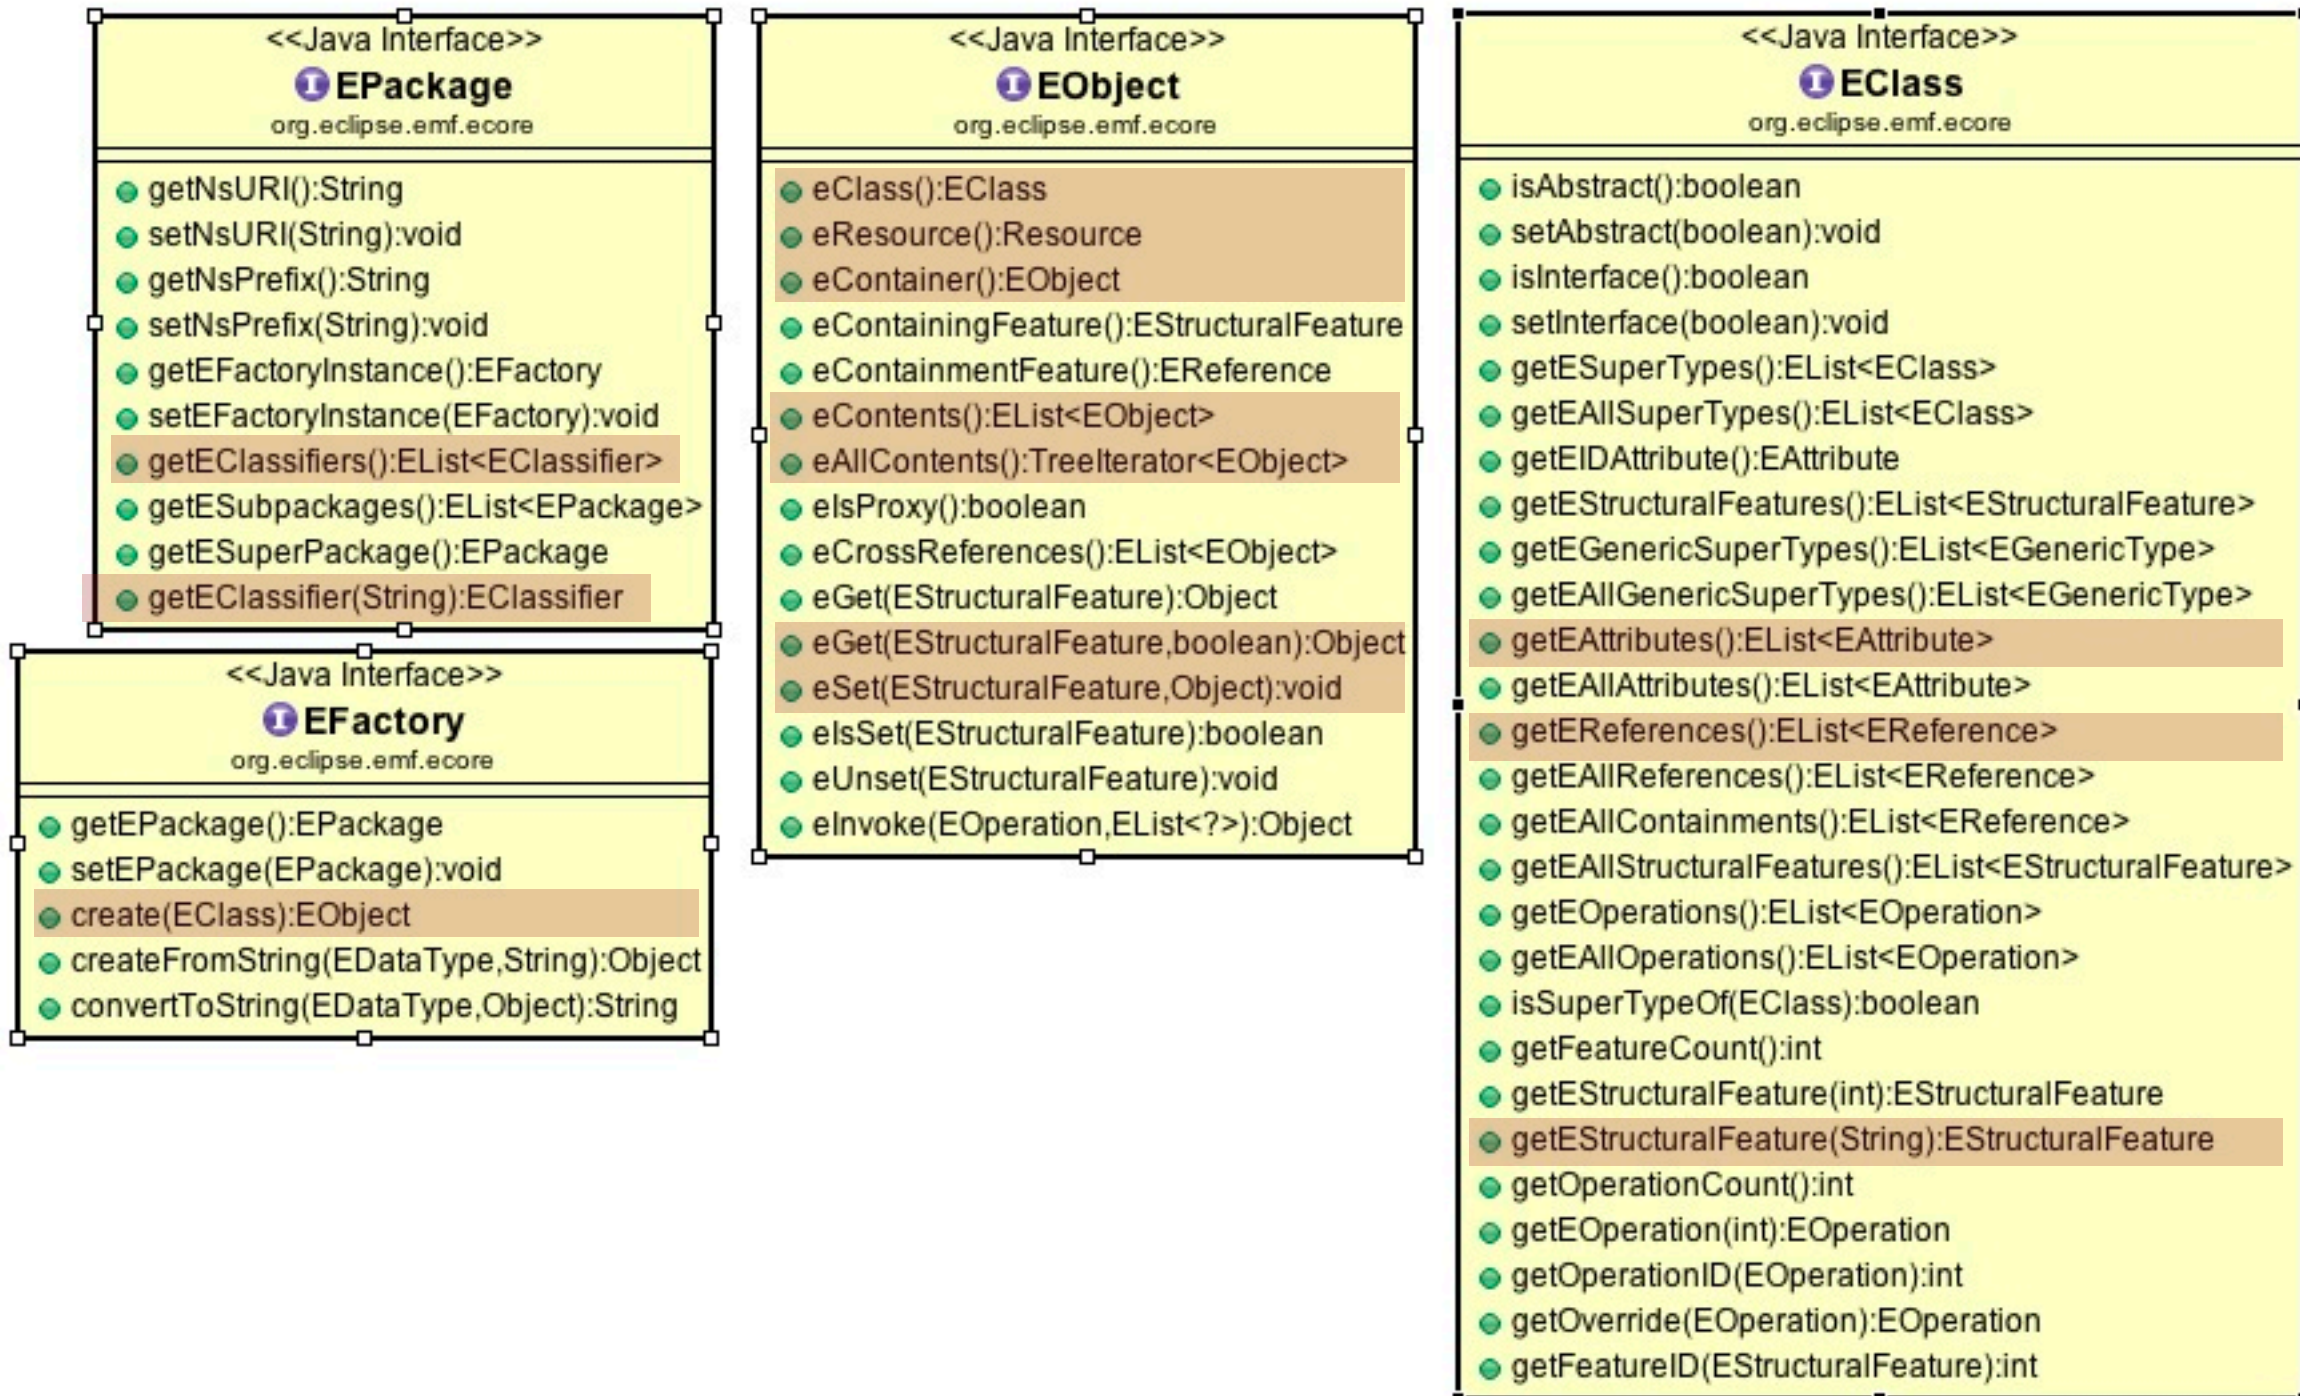 <<Java Interface>>
EPackage
org.eclipse.emf.ecore
getNsURI():String
setNsURI(String):void
getNsPrefix():String
setNsPrefix(String):void
getEFactoryInstance():EFactory
setEFactoryInstance(EFactory):void
getEClassifiers():EList<EClassifier>
getESubpackages():EList<EPackage>
getESuperPackage():EPackage
getEClassifier(String):EClassifier
<<Java Interface>>
EFactory
org.eclipse.emf.ecore
getEPackage():EPackage
setEPackage(EPackage):void
create(EClass):EObject
createFromString(EDataType,String):Object
convertToString(EDataType,Object):String
<<Java Interface>>
EObject
org.eclipse.emf.ecore
eClass():EClass
eResource():Resource
eContainer():EObject
eContainingFeature():EStructuralFeature
eContainmentFeature():EReference
eContents():EList<EObject>
eAllContents():TreeIterator<EObject>
eIsProxy():boolean
eCrossReferences():EList<EObject>
eGet(EStructuralFeature):Object
eGet(EStructuralFeature,boolean):Object
eSet(EStructuralFeature,Object):void
eIsSet(EStructuralFeature):boolean
eUnset(EStructuralFeature):void
eInvoke(EOperation,EList<?>):Object
<<Java Interface>>
EClass
org.eclipse.emf.ecore
isAbstract():boolean
setAbstract(boolean):void
isInterface():boolean
setInterface(boolean):void
getESuperTypes():EList<EClass>
getEAllSuperTypes():EList<EClass>
getEIDAttribute():EAttribute
getEStructuralFeatures():EList<EStructuralFeature>
getEGenericSuperTypes():EList<EGenericType>
getEAllGenericSuperTypes():EList<EGenericType>
getEAttributes():EList<EAttribute>
getEAllAttributes():EList<EAttribute>
getEReferences():EList<EReference>
getEAllReferences():EList<EReference>
getEAllContainments():EList<EReference>
getEAllStructuralFeatures():EList<EStructuralFeature>
getEOperations():EList<EOperation>
getEAllOperations():EList<EOperation>
isSuperTypeOf(EClass):boolean
getFeatureCount():int
getEStructuralFeature(int):EStructuralFeature
getEStructuralFeature(String):EStructuralFeature
getOperationCount():int
getEOperation(int):EOperation
getOperationID(EOperation):int
getOverride(EOperation):EOperation
getFeatureID(EStructuralFeature):int